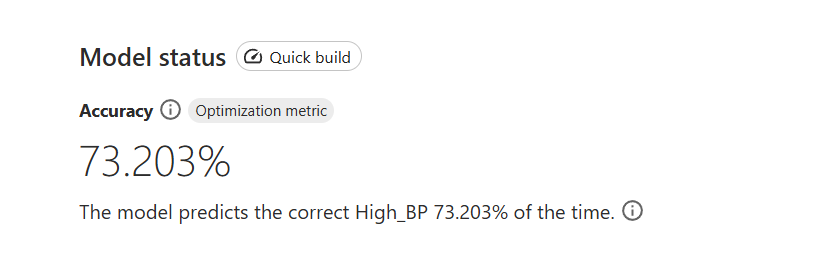 Model status Quick build
Accuracy Optimization metric
73.203%
The model predicts the correct High_BP 73.203% of the time.